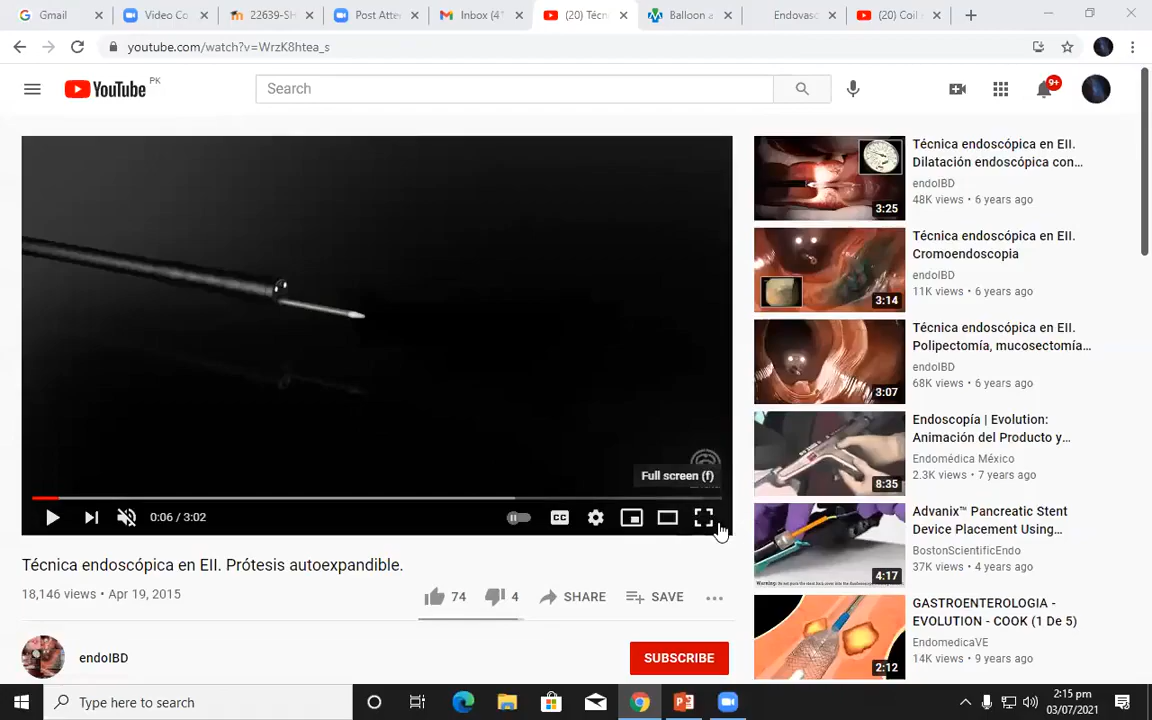 Gmail
Video Co
22639-SH
Post Atte
Inbox (4
(20) Técn
Balloon a
Endovasc
(20) Coil
youtube.com/watch?v=WrzK8htea_s
YouTube PK
Search
9+
Full screen (f)
CC
0:06 / 3:02
Técnica endoscópica en EII. Prótesis autoexpandible.
18,146 views • Apr 19, 2015
74
4
SHARE
SAVE
endoIBD
SUBSCRIBE
Técnica endoscópica en EII.
Dilatación endoscópica con...
endoIBD
48K views • 6 years ago
3:25
Técnica endoscópica en EII.
Cromoendoscopia
endoIBD
11K views • 6 years ago
3:14
Técnica endoscópica en EII.
Polipectomía, mucosectomía...
endoIBD
68K views • 6 years ago
3:07
Endoscopía | Evolution:
Animación del Producto y...
Endomédica México
2.3K views • 7 years ago
8:35
Advanix™ Pancreatic Stent
Device Placement Using...
BostonScientificEndo
37K views • 4 years ago
4:17
GASTROENTEROLOGIA -
EVOLUTION - COOK (1 De 5)
EndomedicaVE
14K views • 9 years ago
2:12
Type here to search
2:15 pm
03/07/2021